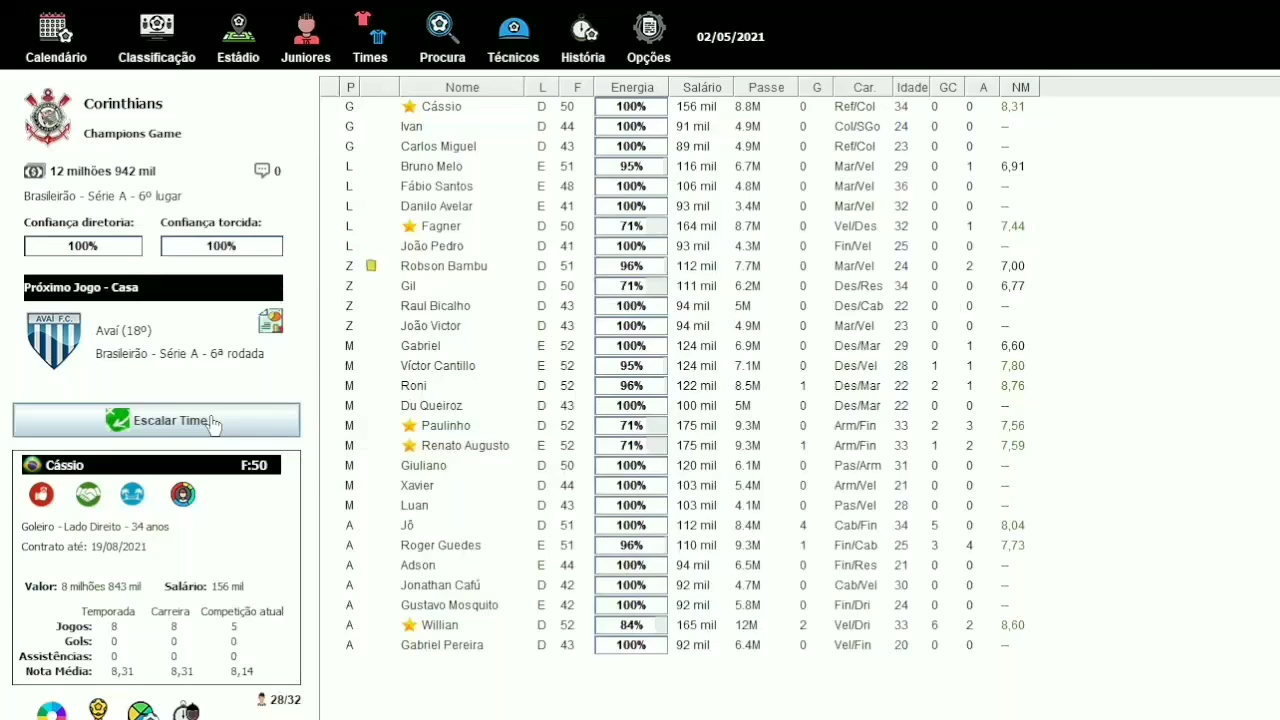 Calendário Classificação Estádio Juniores Times Procura Técnicos História Opções 02/05/2021
Corinthians
Champions Game
12 milhões 942 mil 0
Brasileirão - Série A - 6º lugar
Confiança diretoria: Confiança torcida:
100% 100%
Próximo Jogo - Casa
AVAÍ F.C.
Avaí (18º)
Brasileirão - Série A - 6ª rodada
Escalar Time
Cássio F:50
Goleiro - Lado Direito - 34 anos
Contrato até: 19/08/2021
Valor: 8 milhões 843 mil Salário: 156 mil
Temporada Carreira Competição atual
Jogos: 8 8 5
Gols: 0 0 0
Assistências: 0 0 0
Nota Média: 8,31 8,31 8,14
28/32
P Nome L F Energia Salário Passe G Car. Idade GC A NM
G Cássio D 50 100% 156 mil 8.8M 0 Ref/Col 34 0 0 8,31
G Ivan D 44 100% 91 mil 4.9M 0 Col/SGo 24 0 0 --
G Carlos Miguel D 43 100% 89 mil 4.9M 0 Ref/Col 23 0 0 --
L Bruno Melo E 51 95% 116 mil 6.7M 0 Mar/Vel 29 0 1 6,91
L Fábio Santos E 48 100% 106 mil 4.8M 0 Mar/Vel 36 0 0 --
L Danilo Avelar E 41 100% 93 mil 3.4M 0 Mar/Vel 32 0 0 --
L Fagner D 50 71% 164 mil 8.7M 0 Vel/Des 32 0 1 7,44
L João Pedro D 41 100% 93 mil 4.3M 0 Fin/Vel 25 0 0 --
Z Robson Bambu D 51 96% 112 mil 7.7M 0 Mar/Vel 24 0 2 7,00
Z Gil D 50 71% 111 mil 6.2M 0 Des/Res 34 0 0 6,77
Z Raul Bicalho D 43 100% 94 mil 5M 0 Des/Cab 22 0 0 --
Z João Victor D 43 100% 94 mil 4.9M 0 Mar/Vel 23 0 0 --
M Gabriel E 52 100% 124 mil 6.9M 0 Des/Mar 29 0 1 6,60
M Víctor Cantillo E 52 95% 124 mil 7.1M 0 Des/Vel 28 1 1 7,80
M Roni D 52 96% 122 mil 8.5M 1 Des/Mar 22 2 1 8,76
M Du Queiroz D 43 100% 100 mil 5M 0 Des/Mar 22 0 0 --
M Paulinho D 52 71% 175 mil 9.3M 0 Arm/Fin 33 2 3 7,56
M Renato Augusto E 52 71% 175 mil 9.3M 1 Arm/Fin 33 1 2 7,59
M Giuliano D 50 100% 120 mil 6.1M 0 Pas/Arm 31 0 0 --
M Xavier D 44 100% 103 mil 5.4M 0 Arm/Vel 22 0 0 --
M Luan D 43 100% 103 mil 4.1M 0 Pas/Vel 28 0 0 --
A Jô D 51 100% 112 mil 8.4M 4 Cab/Fin 34 5 0 8,04
A Roger Guedes E 51 96% 110 mil 9.3M 1 Fin/Cab 25 3 4 7,73
A Adson E 44 100% 94 mil 6.5M 0 Fin/Res 21 0 0 --
A Jonathan Cafú D 42 100% 92 mil 4.7M 0 Cab/Vel 30 0 0 --
A Gustavo Mosquito E 42 100% 92 mil 5.8M 0 Fin/Dri 24 0 0 --
A Willian D 52 84% 165 mil 12M 2 Vel/Dri 33 6 2 8,60
A Gabriel Pereira D 43 100% 92 mil 6.4M 0 Vel/Fin 20 0 0 --